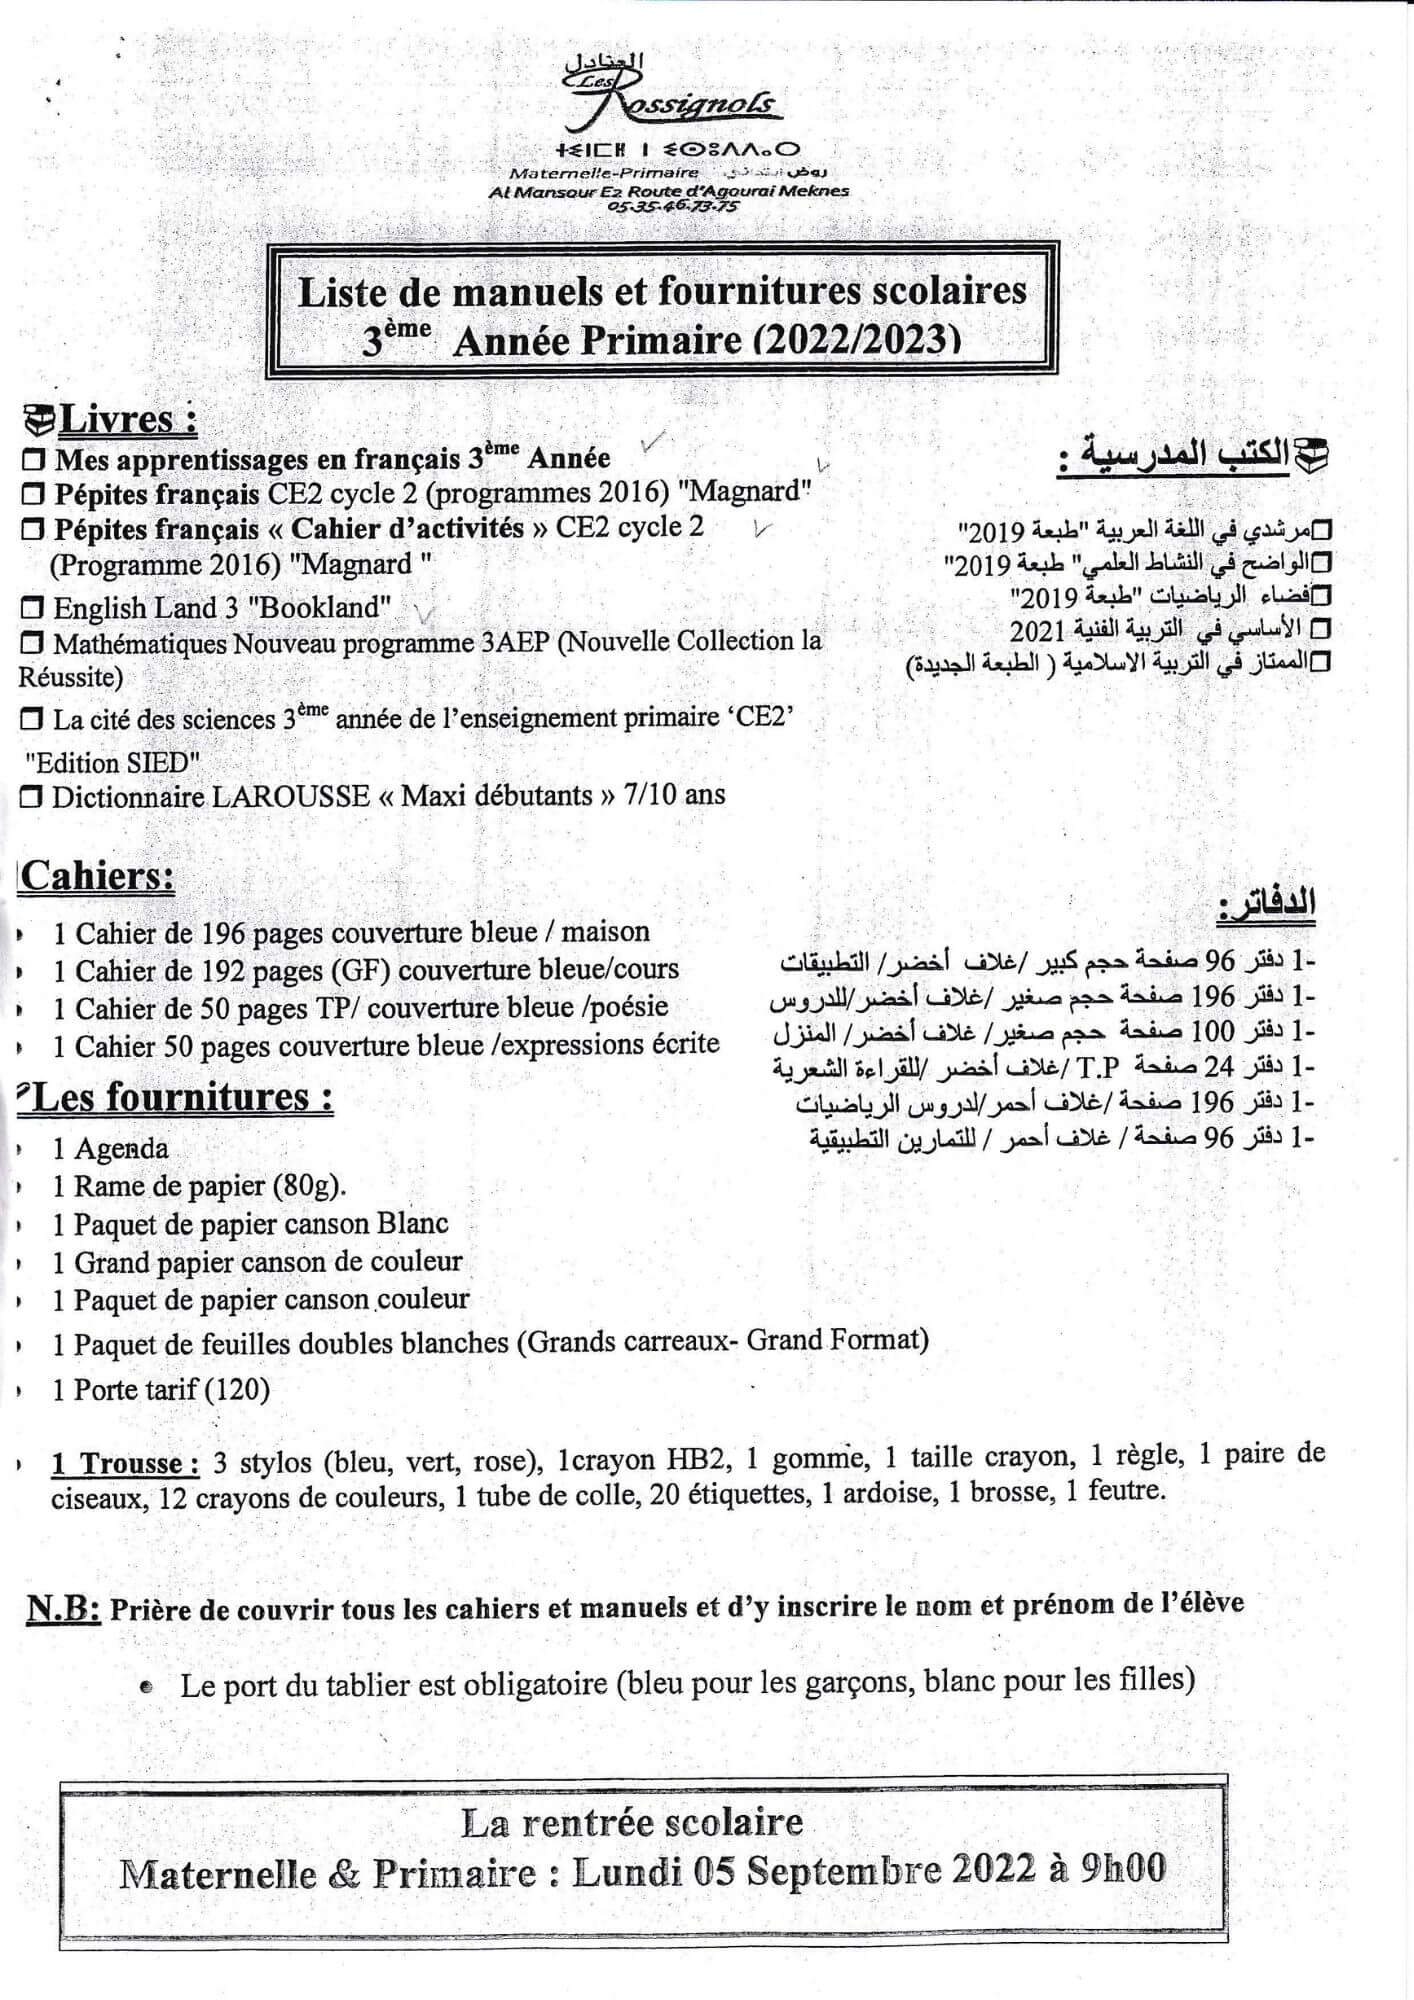 العنادل
Les
Rossignols
ⵜⵉⵏⵎⵍ ⵏ ⵉⵙⵓⴷⴷⴰⵔ
Maternelle-Primaire روض ابتدائي
Al Mansour E2 Route d'Agourai Meknes
05.35.46.73.75
Liste de manuels et fournitures scolaires
3ème Année Primaire (2022/2023)
Livres :
❒ Mes apprentissages en français 3ème Année
❒ Pépites français CE2 cycle 2 (programmes 2016) "Magnard"
❒ Pépites français « Cahier d'activités » CE2 cycle 2
(Programme 2016) "Magnard "
❒ English Land 3 "Bookland"
❒ Mathématiques Nouveau programme 3AEP (Nouvelle Collection la
Réussite)
❒ La cité des sciences 3ème année de l'enseignement primaire ‘CE2’
"Edition SIED"
❒ Dictionnaire LAROUSSE « Maxi débutants » 7/10 ans
الكتب المدرسية :
❒مرشدي في اللغة العربية "طبعة 2019"
❒الواضح في النشاط العلمي" طبعة 2019"
❒فضاء الرياضيات "طبعة 2019"
❒ الأساسي في التربية الفنية 2021
❒الممتاز في التربية الاسلامية ( الطبعة الجديدة)
Cahiers:
1 Cahier de 196 pages couverture bleue / maison
1 Cahier de 192 pages (GF) couverture bleue/cours
1 Cahier de 50 pages TP/ couverture bleue /poésie
1 Cahier 50 pages couverture bleue /expressions écrite
الدفاتر:
-1 دفتر 96 صفحة حجم كبير /غلاف أخضر/ التطبيقات
-1 دفتر 196 صفحة حجم صغير /غلاف أخضر/للدروس
-1 دفتر 100 صفحة حجم صغير/ غلاف أخضر/ المنزل
-1 دفتر 24 صفحة T.P /غلاف أخضر /للقراءة الشعرية
-1 دفتر 196 صفحة /غلاف أحمر/لدروس الرياضيات
-1 دفتر 96 صفحة / غلاف أحمر / للتمارين التطبيقية
Les fournitures :
1 Agenda
1 Rame de papier (80g).
1 Paquet de papier canson Blanc
1 Grand papier canson de couleur
1 Paquet de papier canson couleur
1 Paquet de feuilles doubles blanches (Grands carreaux- Grand Format)
1 Porte tarif (120)
1 Trousse : 3 stylos (bleu, vert, rose), 1crayon HB2, 1 gomme, 1 taille crayon, 1 règle, 1 paire de
ciseaux, 12 crayons de couleurs, 1 tube de colle, 20 étiquettes, 1 ardoise, 1 brosse, 1 feutre.
N.B: Prière de couvrir tous les cahiers et manuels et d'y inscrire le nom et prénom de l'élève
• Le port du tablier est obligatoire (bleu pour les garçons, blanc pour les filles)
La rentrée scolaire
Maternelle & Primaire : Lundi 05 Septembre 2022 à 9h00